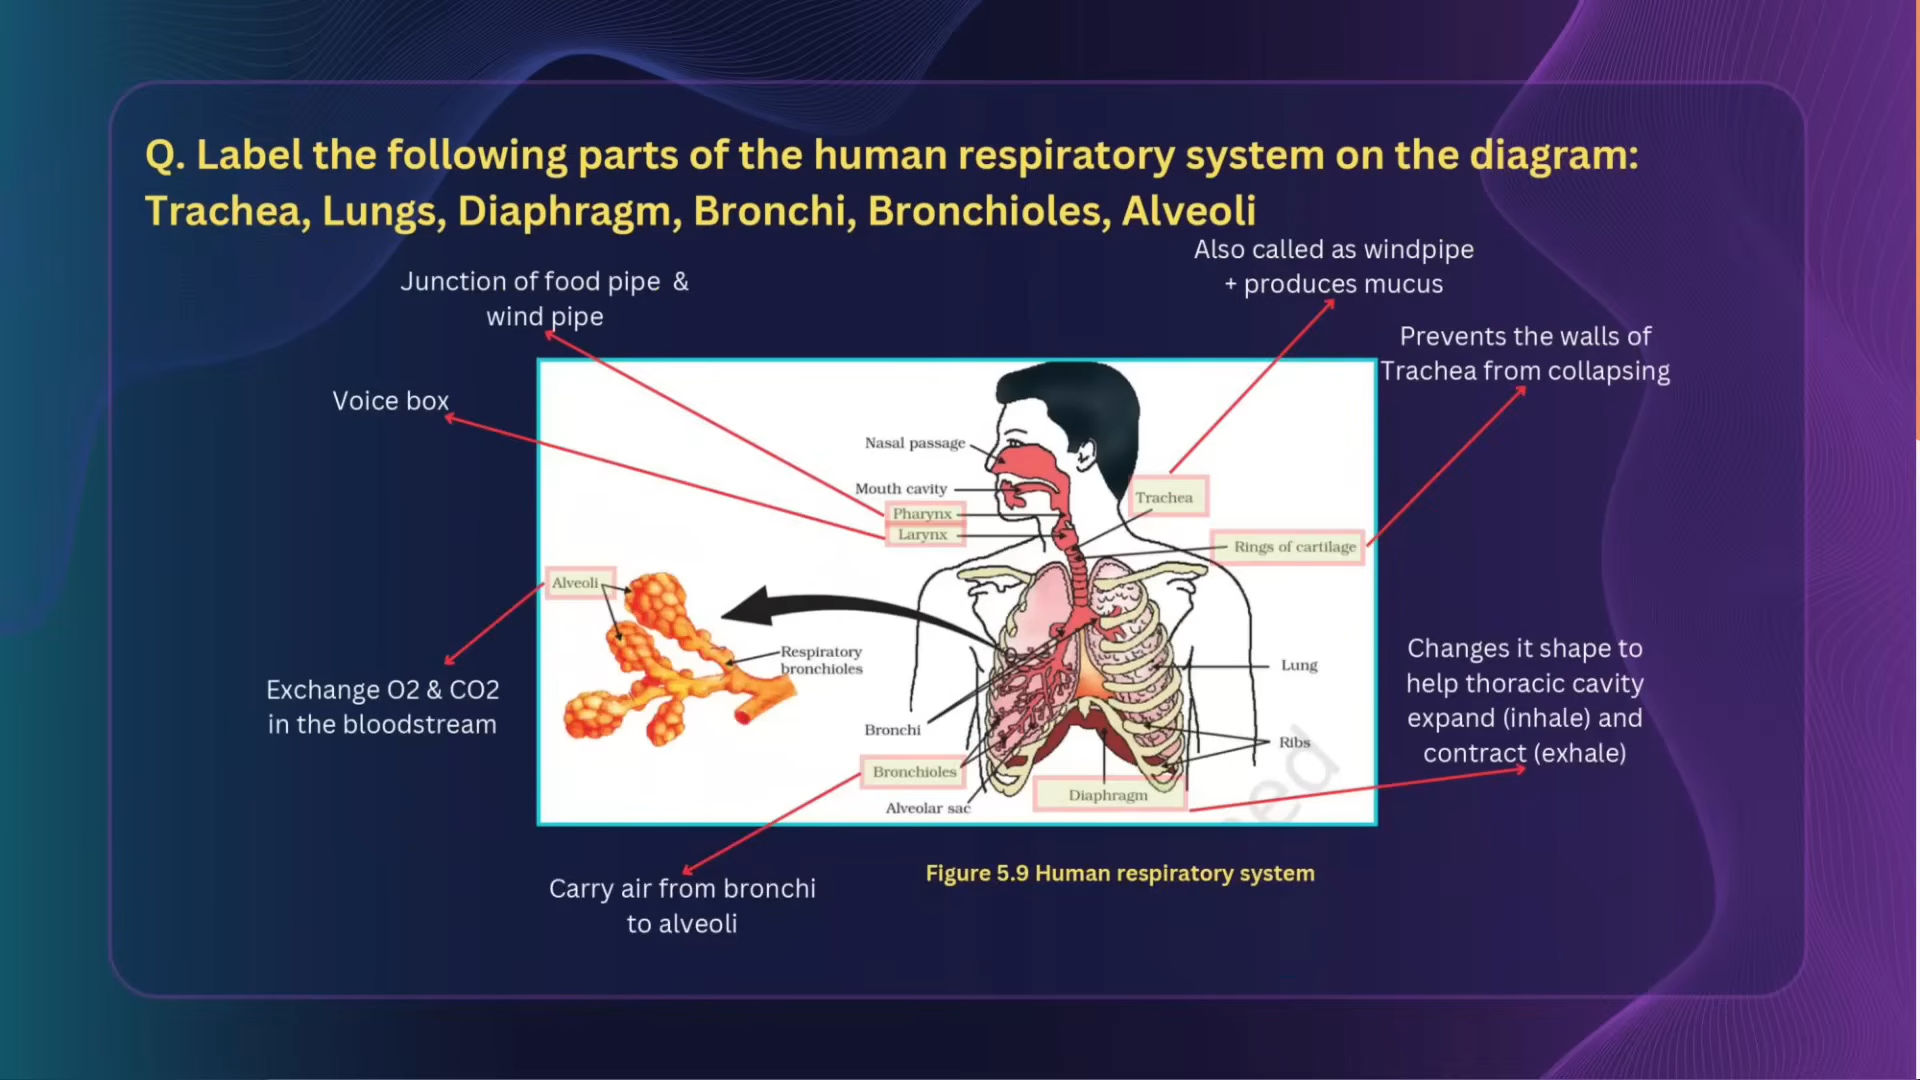 Q. Label the following parts of the human respiratory system on the diagram:
Trachea, Lungs, Diaphragm, Bronchi, Bronchioles, Alveoli
Also called as windpipe
+ produces mucus
Junction of food pipe &
wind pipe
Prevents the walls of
Trachea from collapsing
Voice box
Nasal passage
Mouth cavity
Pharynx
Larynx
Trachea
Rings of cartilage
Alveoli
Respiratory
bronchioles
Lung
Bronchi
Ribs
Bronchioles
Diaphragm
Alveolar sac
Exchange O2 & CO2
in the bloodstream
Changes it shape to
help thoracic cavity
expand (inhale) and
contract (exhale)
Carry air from bronchi
to alveoli
Figure 5.9 Human respiratory system